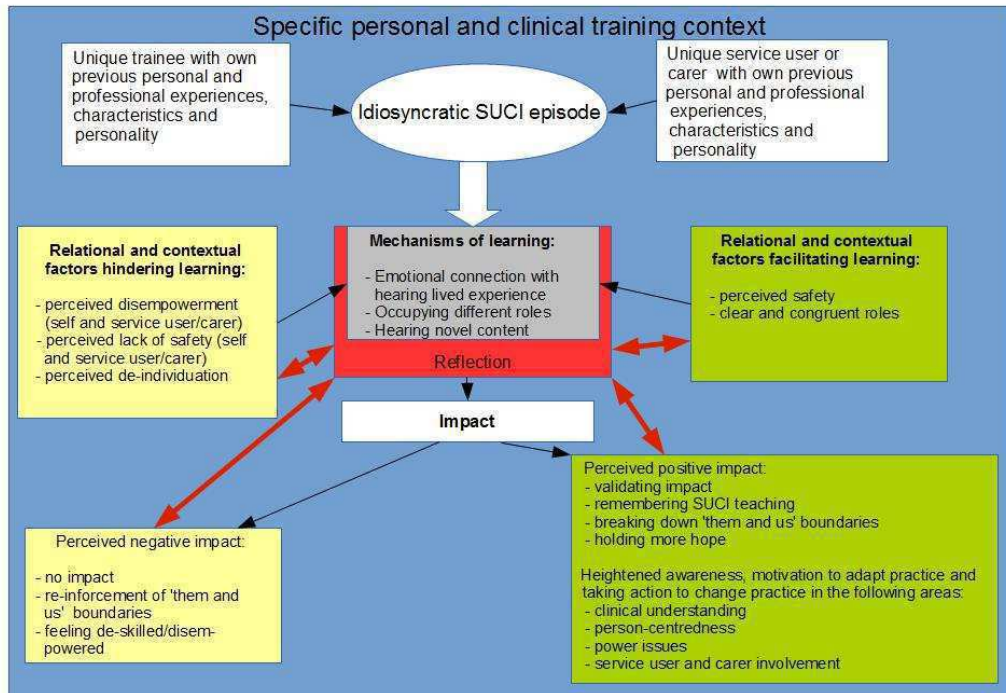 Specific personal and clinical training context
Unique trainee with own
previous personal and
professional experiences,
characteristics and
personality
Idiosyncratic SUCI episode
Unique service user or
carer with own previous
personal and professional
experiences,
characteristics and
personality
Relational and contextual
factors hindering learning:
- perceived disempowerment
(self and service user/carer)
- perceived lack of safety (self
and service user/carer)
- perceived de-individuation
Mechanisms of learning:
- Emotional connection with
hearing lived experience
- Occupying different roles
- Hearing novel content
Reflection
Relational and contextual
factors facilitating learning:
- perceived safety
- clear and congruent roles
Impact
Perceived negative impact:
- no impact
- re-inforcement of 'them and
us' boundaries
- feeling de-skilled/disem-
powered
Perceived positive impact:
- validating impact
- remembering SUCI teaching
- breaking down 'them and us' boundaries
- holding more hope
Heightened awareness, motivation to adapt practice and
taking action to change practice in the following areas:
- clinical understanding
- person-centredness
- power issues
- service user and carer involvement